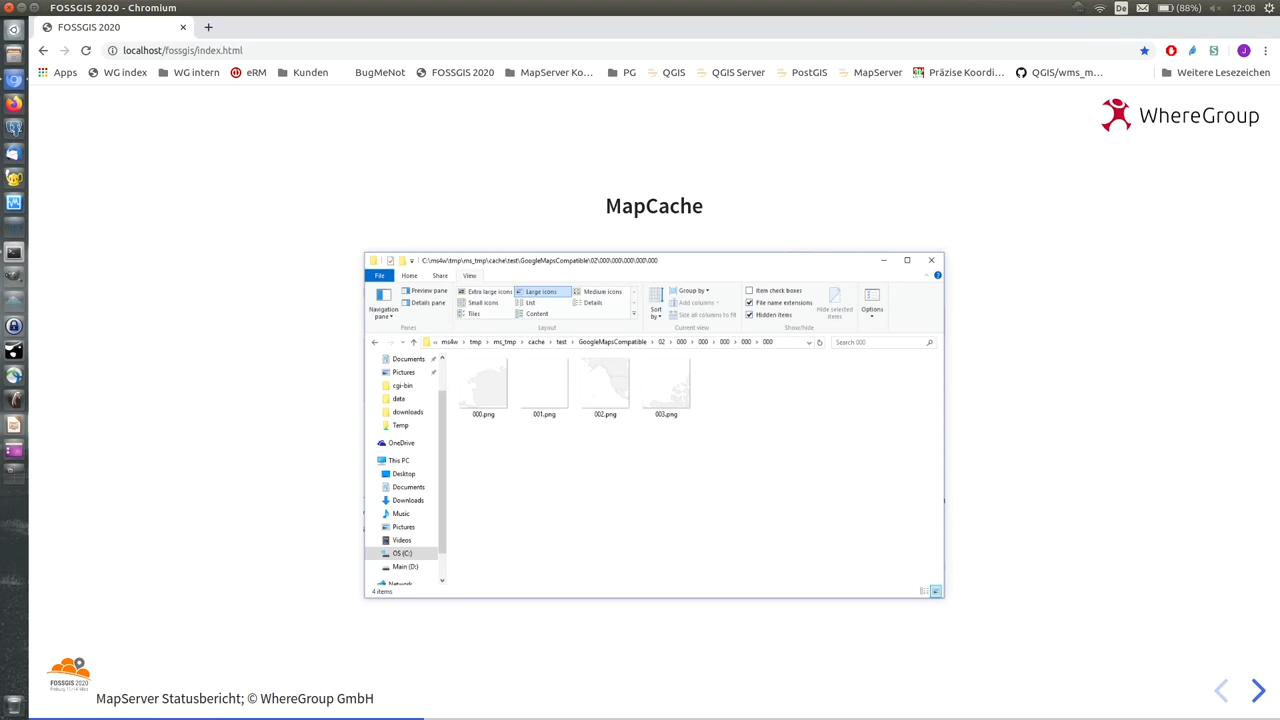 FOSSGIS 2020 - Chromium
De
(88%)
12:08
FOSSGIS 2020
localhost/fossgis/index.html
J
Apps
WG index
WG intern
eRM
Kunden
BugMeNot
FOSSGIS 2020
MapServer Ko...
PG
QGIS
QGIS Server
PostGIS
MapServer
Präzise Koordi...
QGIS/wms_m...
Weitere Lesezeichen
WhereGroup
MapCache
C:\ms4w\tmp\ms_tmp\cache\test\GoogleMapsCompatible\02\000\000\000\000\000
File
Home
Share
View
Navigation pane
Preview pane
Details pane
Panes
Extra large icons
Large icons
Medium icons
Small icons
List
Details
Tiles
Content
Layout
Sort by
Group by
Add columns
Size all columns to fit
Current view
Item check boxes
File name extensions
Hidden items
Hide selected items
Show/hide
Options
ms4w
tmp
ms_tmp
cache
test
GoogleMapsCompatible
02
000
000
000
000
000
Search 000
Documents
Pictures
cgi-bin
data
downloads
Temp
OneDrive
This PC
Desktop
Documents
Downloads
Music
Pictures
Videos
OS (C:)
Main (D:)
Network
000.png
001.png
002.png
003.png
4 items
FOSSGIS 2020
MapServer Statusbericht; © WhereGroup GmbH